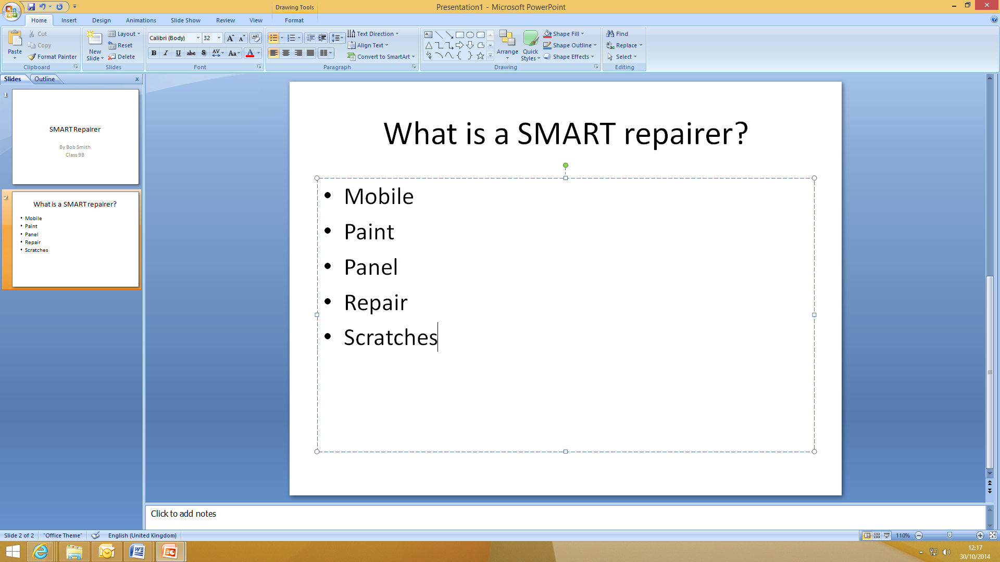 Drawing Tools
Presentation1 - Microsoft PowerPoint
Home Insert Design Animations Slide Show Review View Format
Paste
Cut
Copy
Format Painter
Clipboard
New Slide
Layout
Reset
Delete
Slides
Calibri (Body) 32
B I U abc S AV Aa A
Font
Text Direction
Align Text
Convert to SmartArt
Paragraph
Arrange
Quick Styles
Shape Fill
Shape Outline
Shape Effects
Drawing
Find
Replace
Select
Editing
Slides Outline x
1
SMART Repairer
By Bob Smith
Class 9B
2
What is a SMART repairer?
• Mobile
• Paint
• Panel
• Repair
• Scratches
What is a SMART repairer?
• Mobile
• Paint
• Panel
• Repair
• Scratches
Click to add notes
Slide 2 of 2 "Office Theme" English (United Kingdom) 110%
12:17
30/10/2014